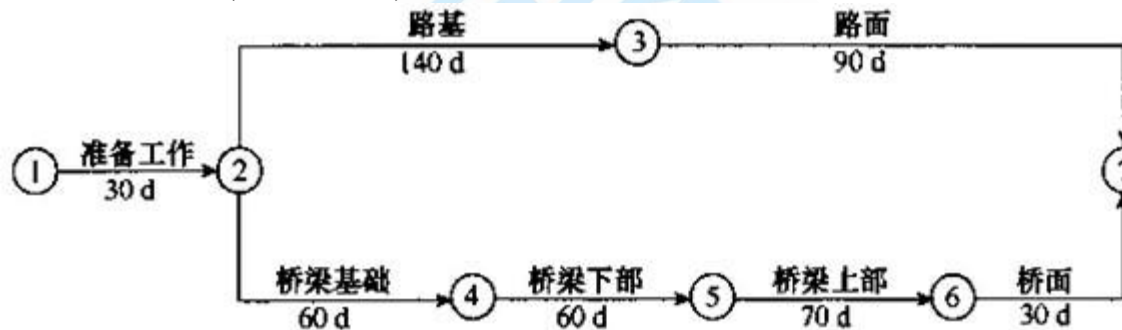 路基
140 d
③
路面
90 d
①
准备工作
30 d
②
桥梁基础
60 d
④
桥梁下部
60 d
⑤
桥梁上部
70 d
⑥
桥面
30 d